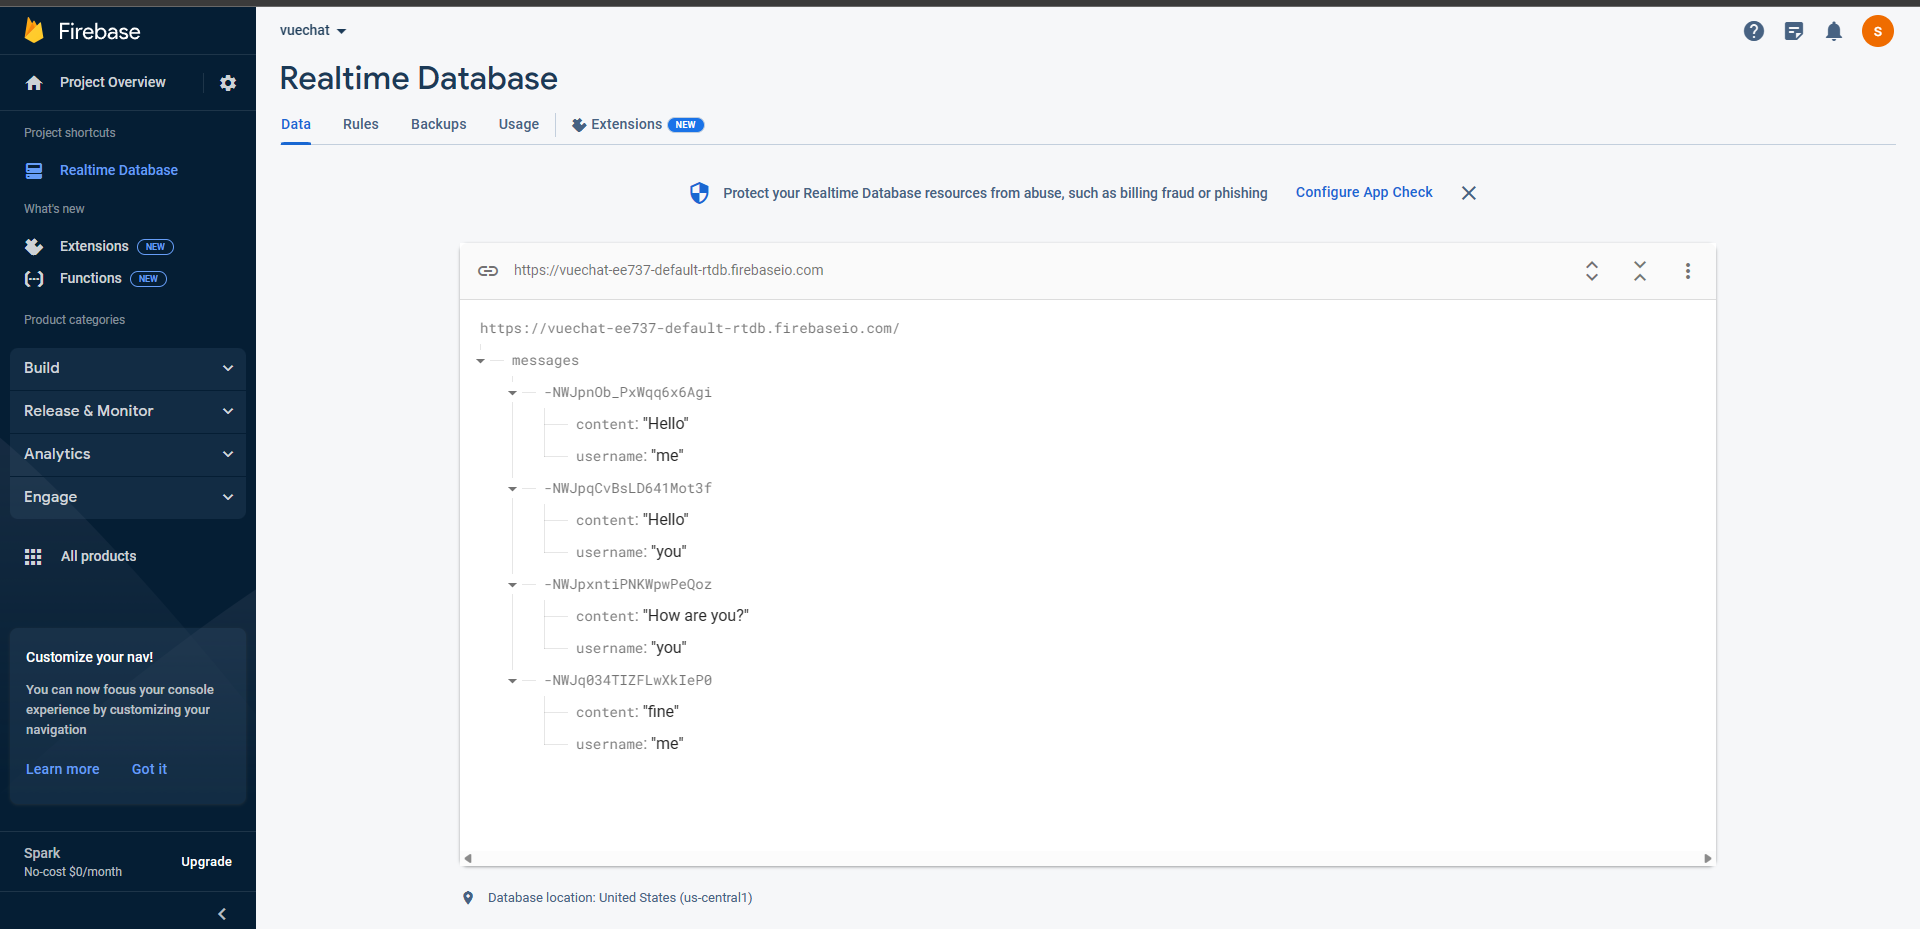 Firebase
Project Overview
Project shortcuts
Realtime Database
What's new
Extensions NEW
Functions NEW
Product categories
Build
Release & Monitor
Analytics
Engage
All products
Customize your nav!
You can now focus your console
experience by customizing your
navigation
Learn more Got it
Spark
No-cost $0/month
Upgrade
vuechat
S
Realtime Database
Data Rules Backups Usage Extensions NEW
Protect your Realtime Database resources from abuse, such as billing fraud or phishing Configure App Check
https://vuechat-ee737-default-rtdb.firebaseio.com
https://vuechat-ee737-default-rtdb.firebaseio.com/
messages
-NWJpnOb_PxWqq6x6Agi
content: "Hello"
username: "me"
-NWJpqCvBsLD641Mot3f
content: "Hello"
username: "you"
-NWJpxntiPNKWpwPeQoz
content: "How are you?"
username: "you"
-NWJq034TIZFLwXkIeP0
content: "fine"
username: "me"
Database location: United States (us-central1)